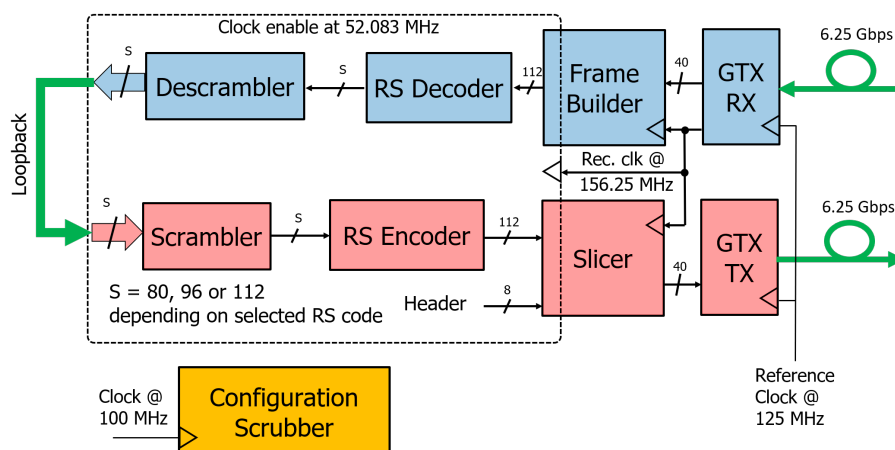 Clock enable at 52.083 MHz
6.25 Gbps
S
Descrambler
S
RS Decoder
112
Frame
Builder
40
GTX
RX
Loopback
Rec. clk @
156.25 MHz
S
Scrambler
S
RS Encoder
112
Slicer
40
GTX
TX
6.25 Gbps
S = 80, 96 or 112
depending on selected RS code
Header
8
Clock @
100 MHz
Configuration
Scrubber
Reference
Clock @
125 MHz